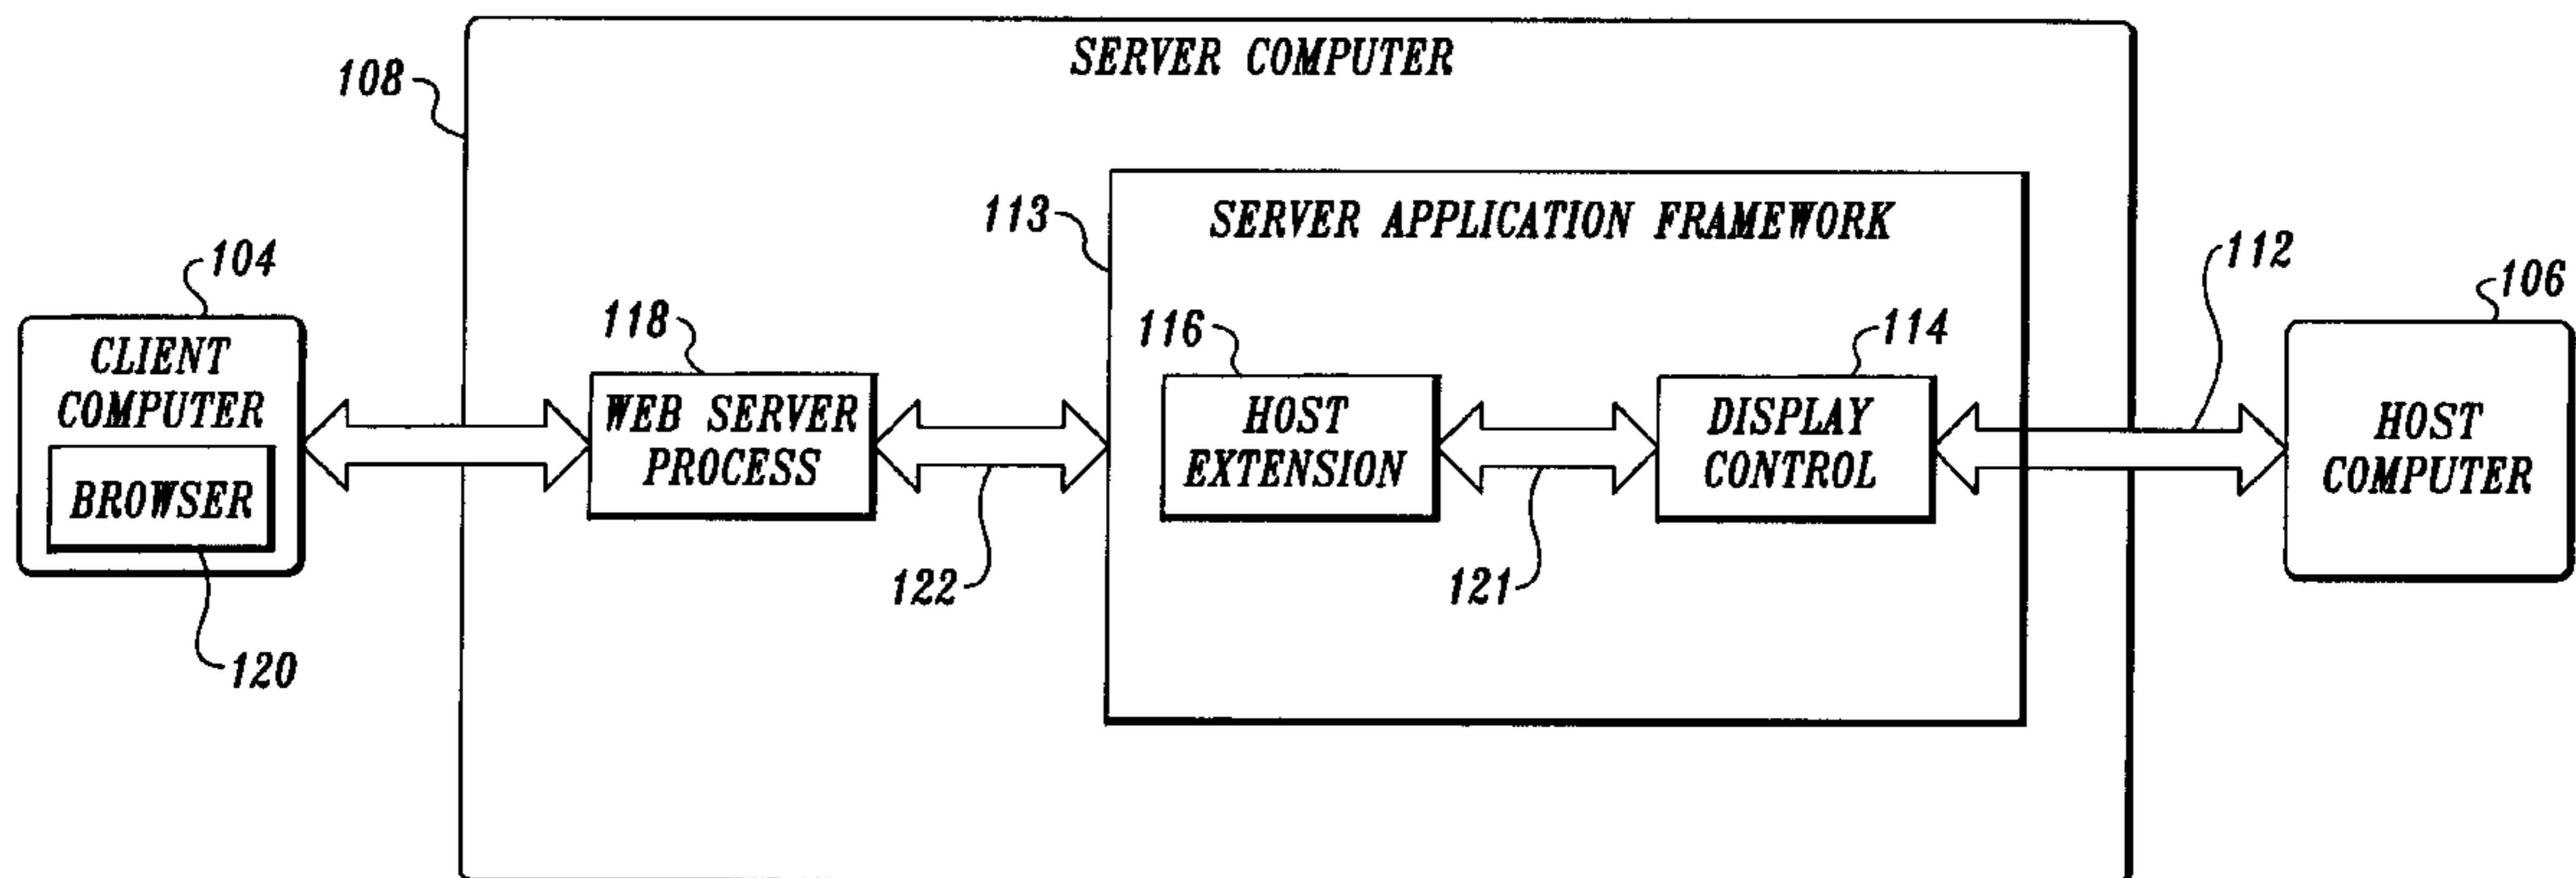 SERVER COMPUTER
108
113
SERVER APPLICATION FRAMEWORK
112
104
106
118
116
114
CLIENT
COMPUTER
BROWSER
WEB SERVER
PROCESS
HOST
EXTENSION
DISPLAY
CONTROL
HOST
COMPUTER
122
121
120